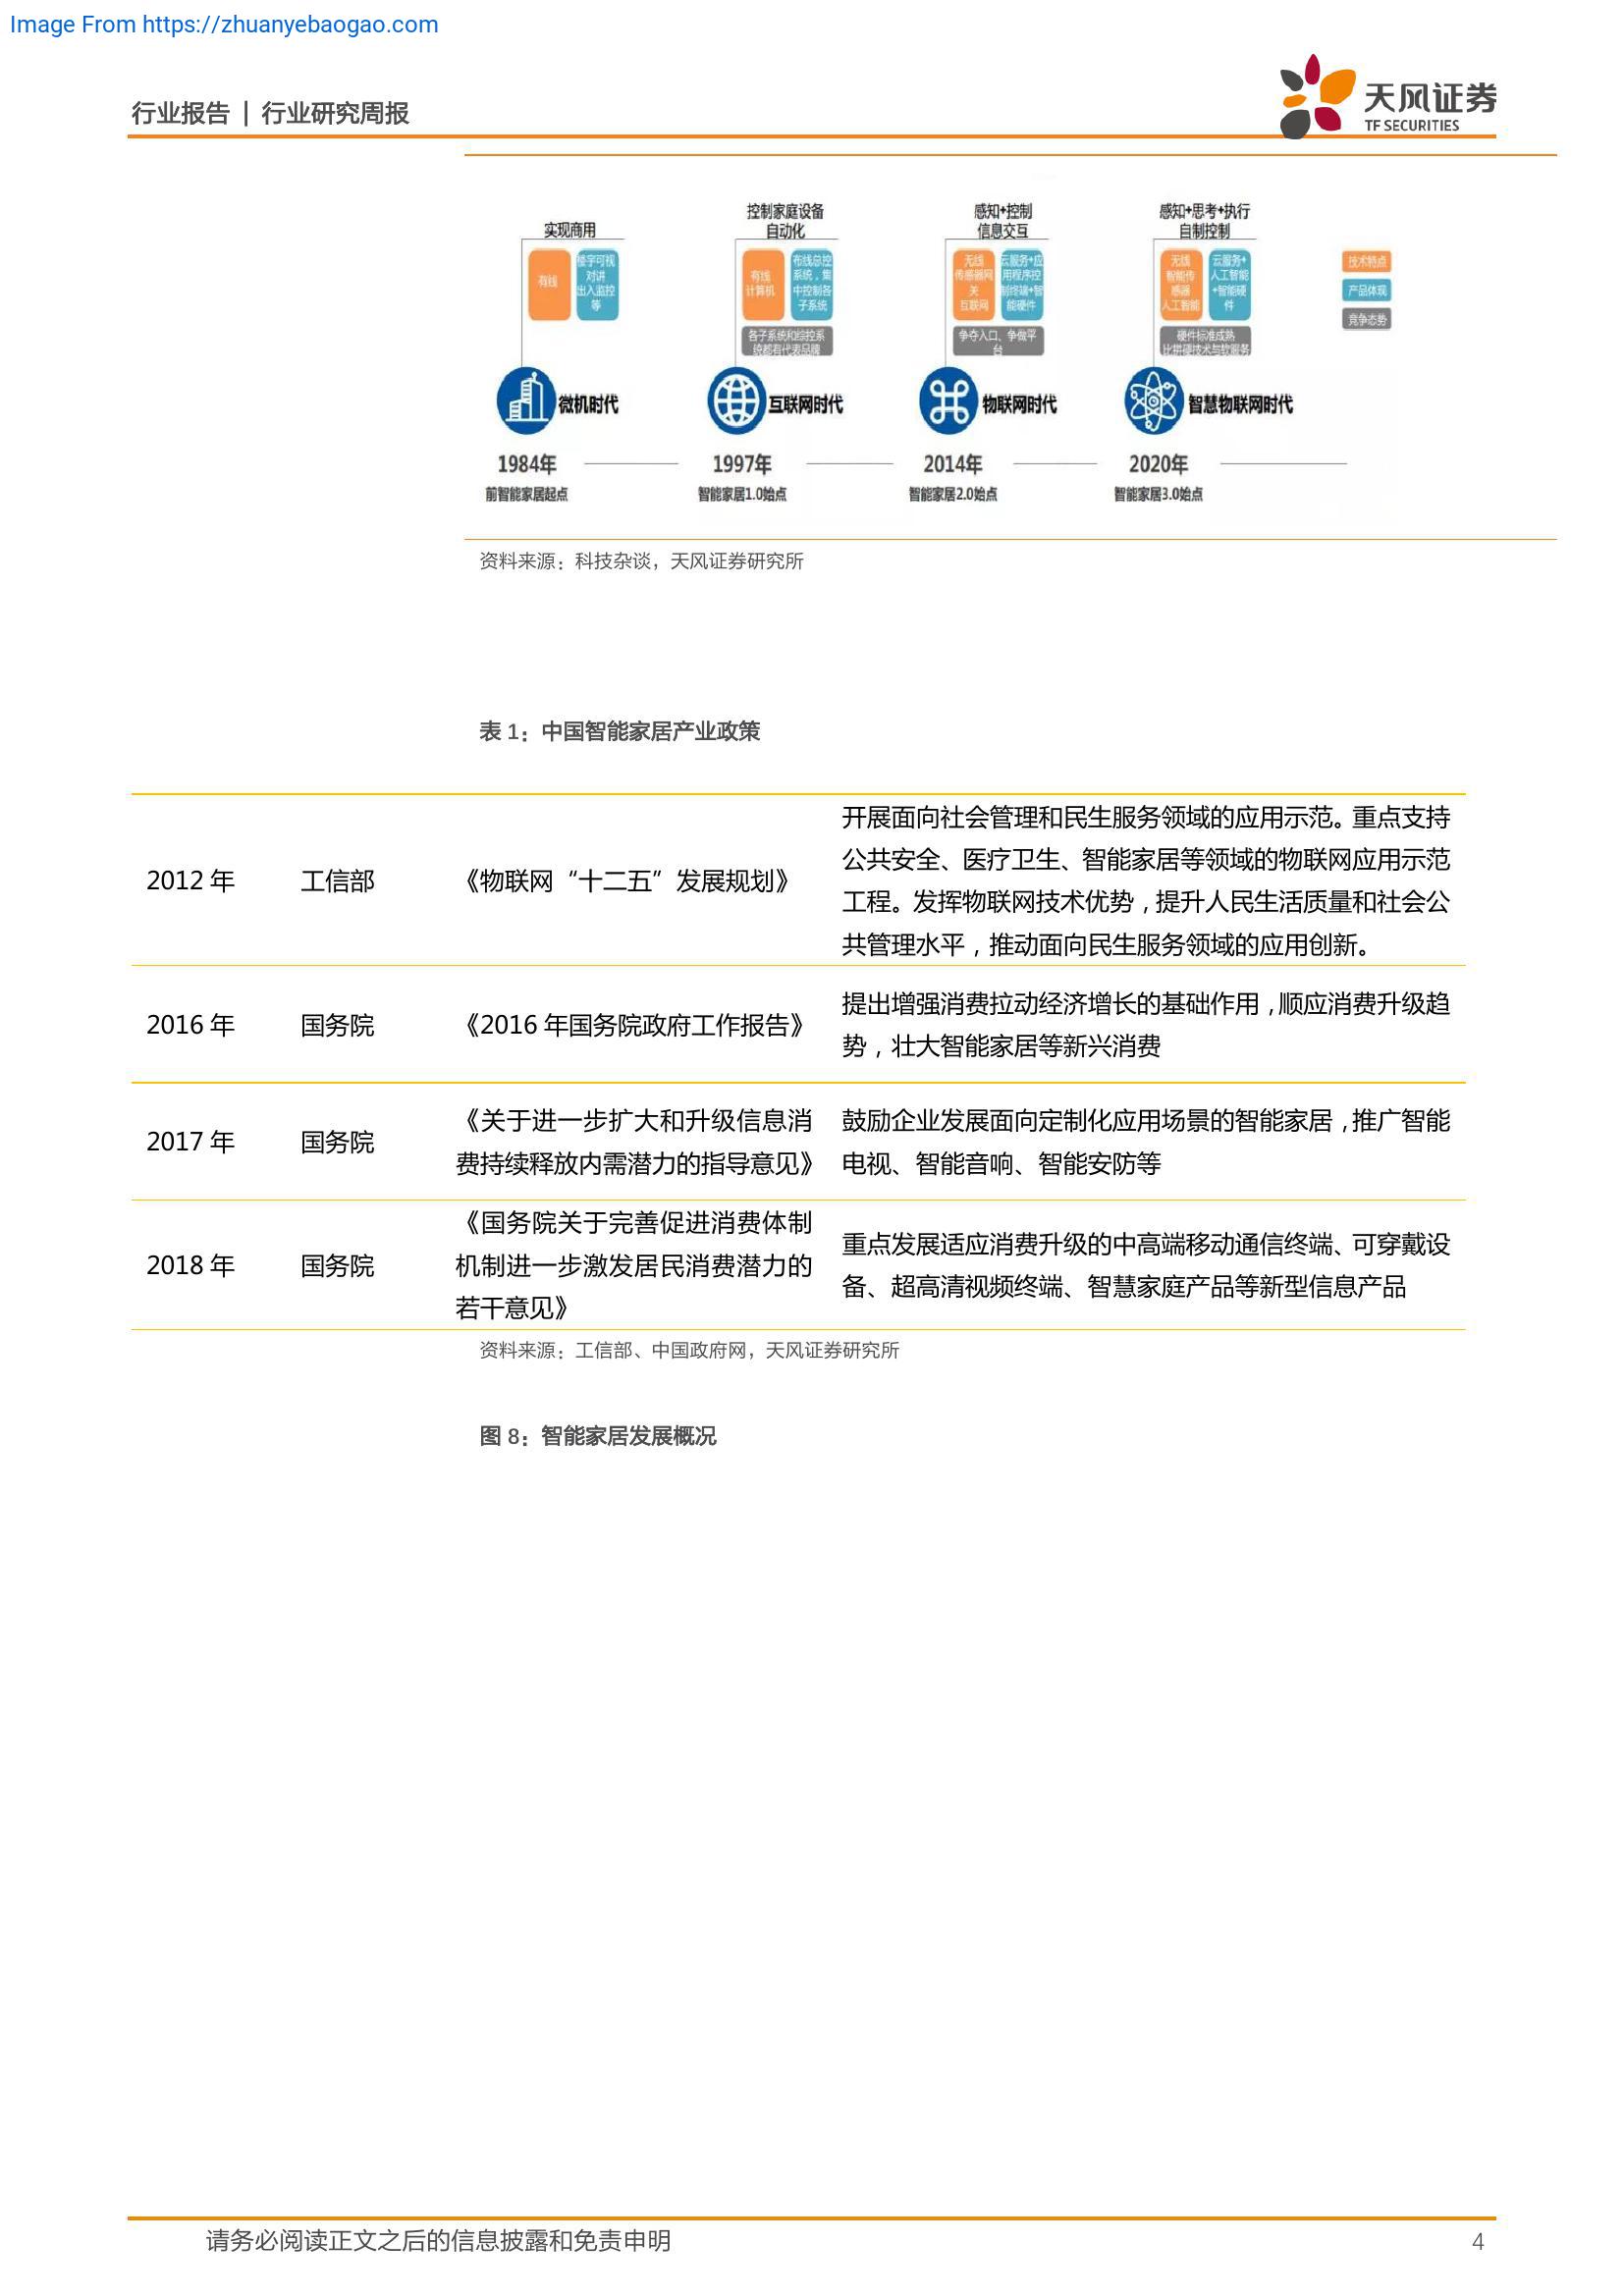 Image From https://zhuanyebaogao.com
行业报告 | 行业研究周报
天风证券
TF SECURITIES
实现商用
有线
楼宇可视
对讲
出入监控
等
微机时代
1984年
前智能家居起点
控制家庭设备
自动化
有线
计算机
布线总控
系统，集
中控制各
子系统
各子系统和综控系
统都有代表品牌
互联网时代
1997年
智能家居1.0始点
感知+控制
信息交互
无线
传感器网
关
互联网
云服务+应
用程序控
制终端+智
能硬件
争夺入口、争做平
台
物联网时代
2014年
智能家居2.0始点
感知+思考+执行
自制控制
无线
智能传
感器
人工智能
云服务+
人工智能
+智能硬
件
硬件标准成熟
比拼硬技术与软服务
智慧物联网时代
2020年
智能家居3.0始点
技术特点
产品体现
竞争态势
资料来源：科技杂谈，天风证券研究所
表 1：中国智能家居产业政策
2012 年
工信部
《物联网“十二五”发展规划》
开展面向社会管理和民生服务领域的应用示范。重点支持
公共安全、医疗卫生、智能家居等领域的物联网应用示范
工程。发挥物联网技术优势，提升人民生活质量和社会公
共管理水平，推动面向民生服务领域的应用创新。
2016 年
国务院
《2016 年国务院政府工作报告》
提出增强消费拉动经济增长的基础作用，顺应消费升级趋
势，壮大智能家居等新兴消费
2017 年
国务院
《关于进一步扩大和升级信息消
费持续释放内需潜力的指导意见》
鼓励企业发展面向定制化应用场景的智能家居，推广智能
电视、智能音响、智能安防等
2018 年
国务院
《国务院关于完善促进消费体制
机制进一步激发居民消费潜力的
若干意见》
重点发展适应消费升级的中高端移动通信终端、可穿戴设
备、超高清视频终端、智慧家庭产品等新型信息产品
资料来源：工信部、中国政府网，天风证券研究所
图 8：智能家居发展概况
请务必阅读正文之后的信息披露和免责申明
4